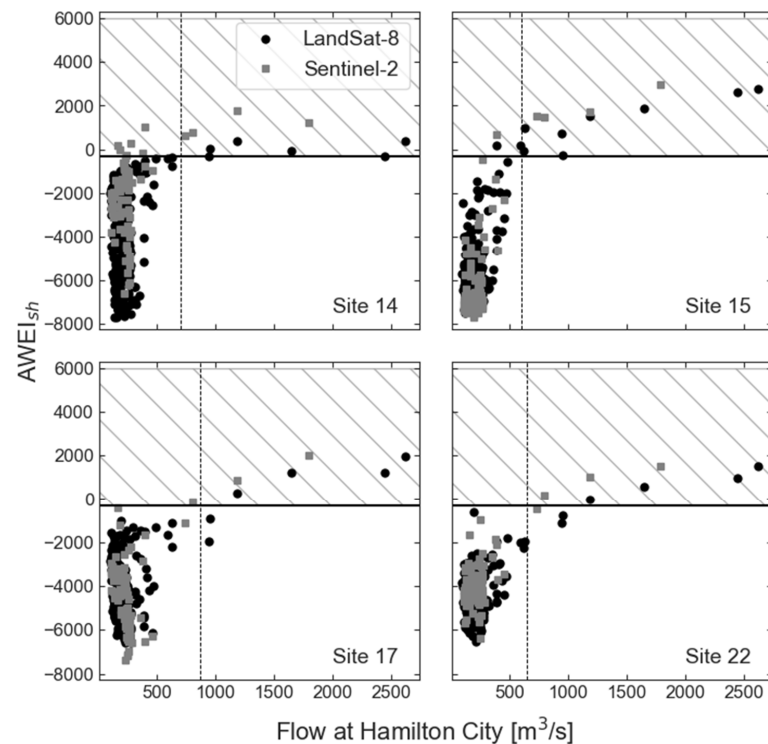 6000
4000
2000
0
−2000
−4000
−6000
−8000
LandSat-8
Sentinel-2
Site 14
Site 15
AWEIsh
6000
4000
2000
0
−2000
−4000
−6000
−8000
Site 17
Site 22
500 1000 1500 2000 2500
500 1000 1500 2000 2500
Flow at Hamilton City [m³/s]